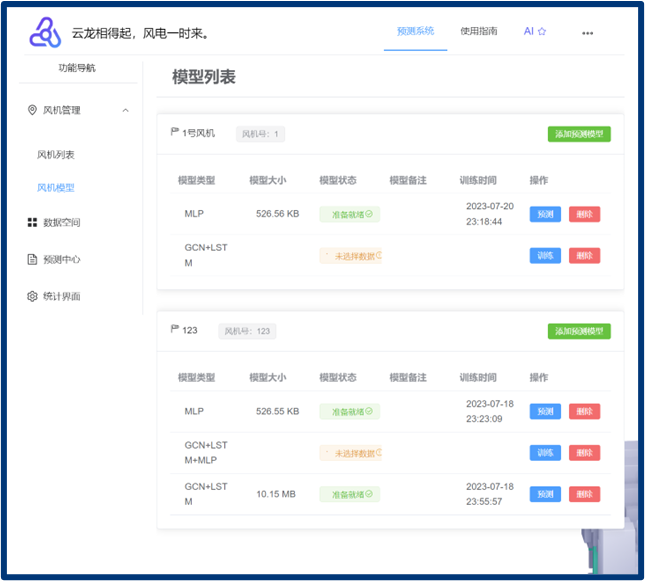 云龙相得起，风电一时来。
预测系统 使用指南 AI
功能导航
风机管理
风机列表
风机模型
数据空间
预测中心
统计界面
模型列表
1号风机 风机号：1 添加预测模型
模型类型 模型大小 模型状态 模型备注 训练时间 操作
MLP 526.56 KB 准备就绪 2023-07-20 预测 删除
23:18:44
GCN+LST 未选择数据 训练 删除
M
123 风机号：123 添加预测模型
模型类型 模型大小 模型状态 模型备注 训练时间 操作
MLP 526.55 KB 准备就绪 2023-07-18 预测 删除
23:23:09
GCN+LST 未选择数据 训练 删除
M+MLP
GCN+LST 10.15 MB 准备就绪 2023-07-18 预测 删除
M 23:55:57